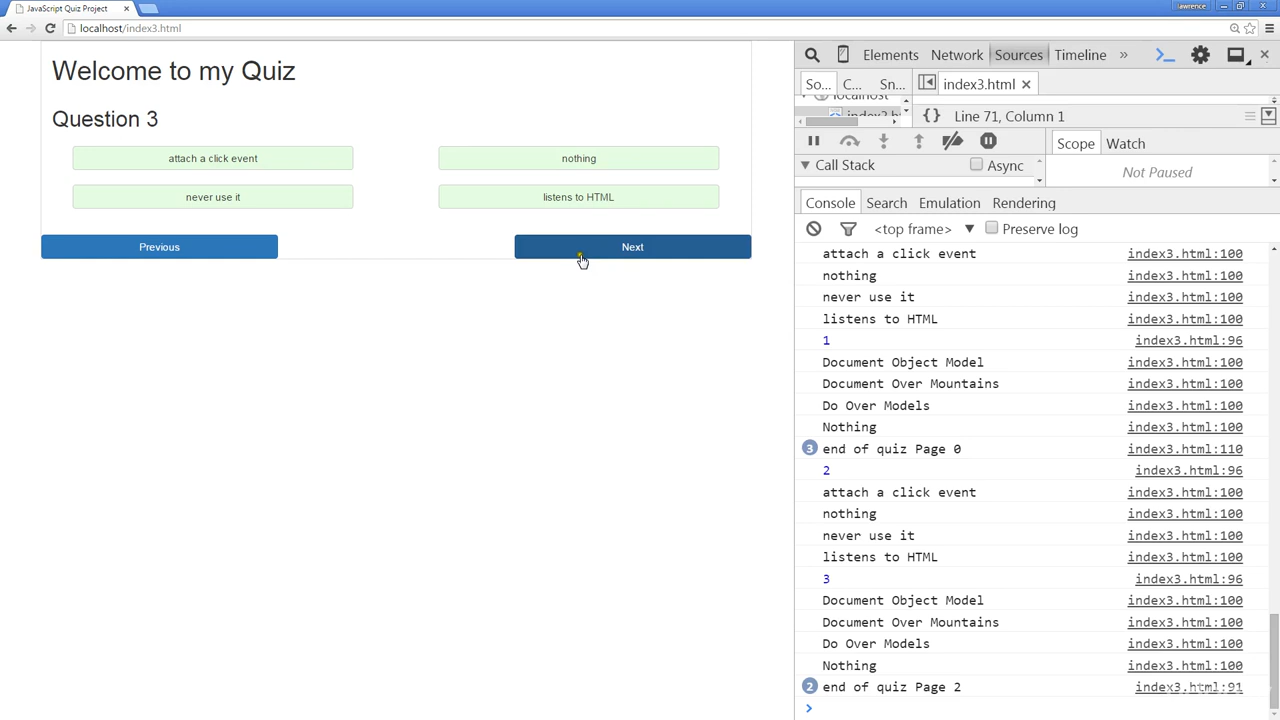 JavaScript Quiz Project
lawrence
localhost/index3.html
Welcome to my Quiz
Question 3
attach a click event
nothing
never use it
listens to HTML
Previous
Next
Elements Network Sources Timeline »
So... C... Sn... index3.html
localhost
{} Line 71, Column 1
Call Stack Async
Scope Watch
Not Paused
Console Search Emulation Rendering
<top frame> Preserve log
attach a click event index3.html:100
nothing index3.html:100
never use it index3.html:100
listens to HTML index3.html:100
1 index3.html:96
Document Object Model index3.html:100
Document Over Mountains index3.html:100
Do Over Models index3.html:100
Nothing index3.html:100
3 end of quiz Page 0 index3.html:110
2 index3.html:96
attach a click event index3.html:100
nothing index3.html:100
never use it index3.html:100
listens to HTML index3.html:100
3 index3.html:96
Document Object Model index3.html:100
Document Over Mountains index3.html:100
Do Over Models index3.html:100
Nothing index3.html:100
2 end of quiz Page 2 index3.html:91